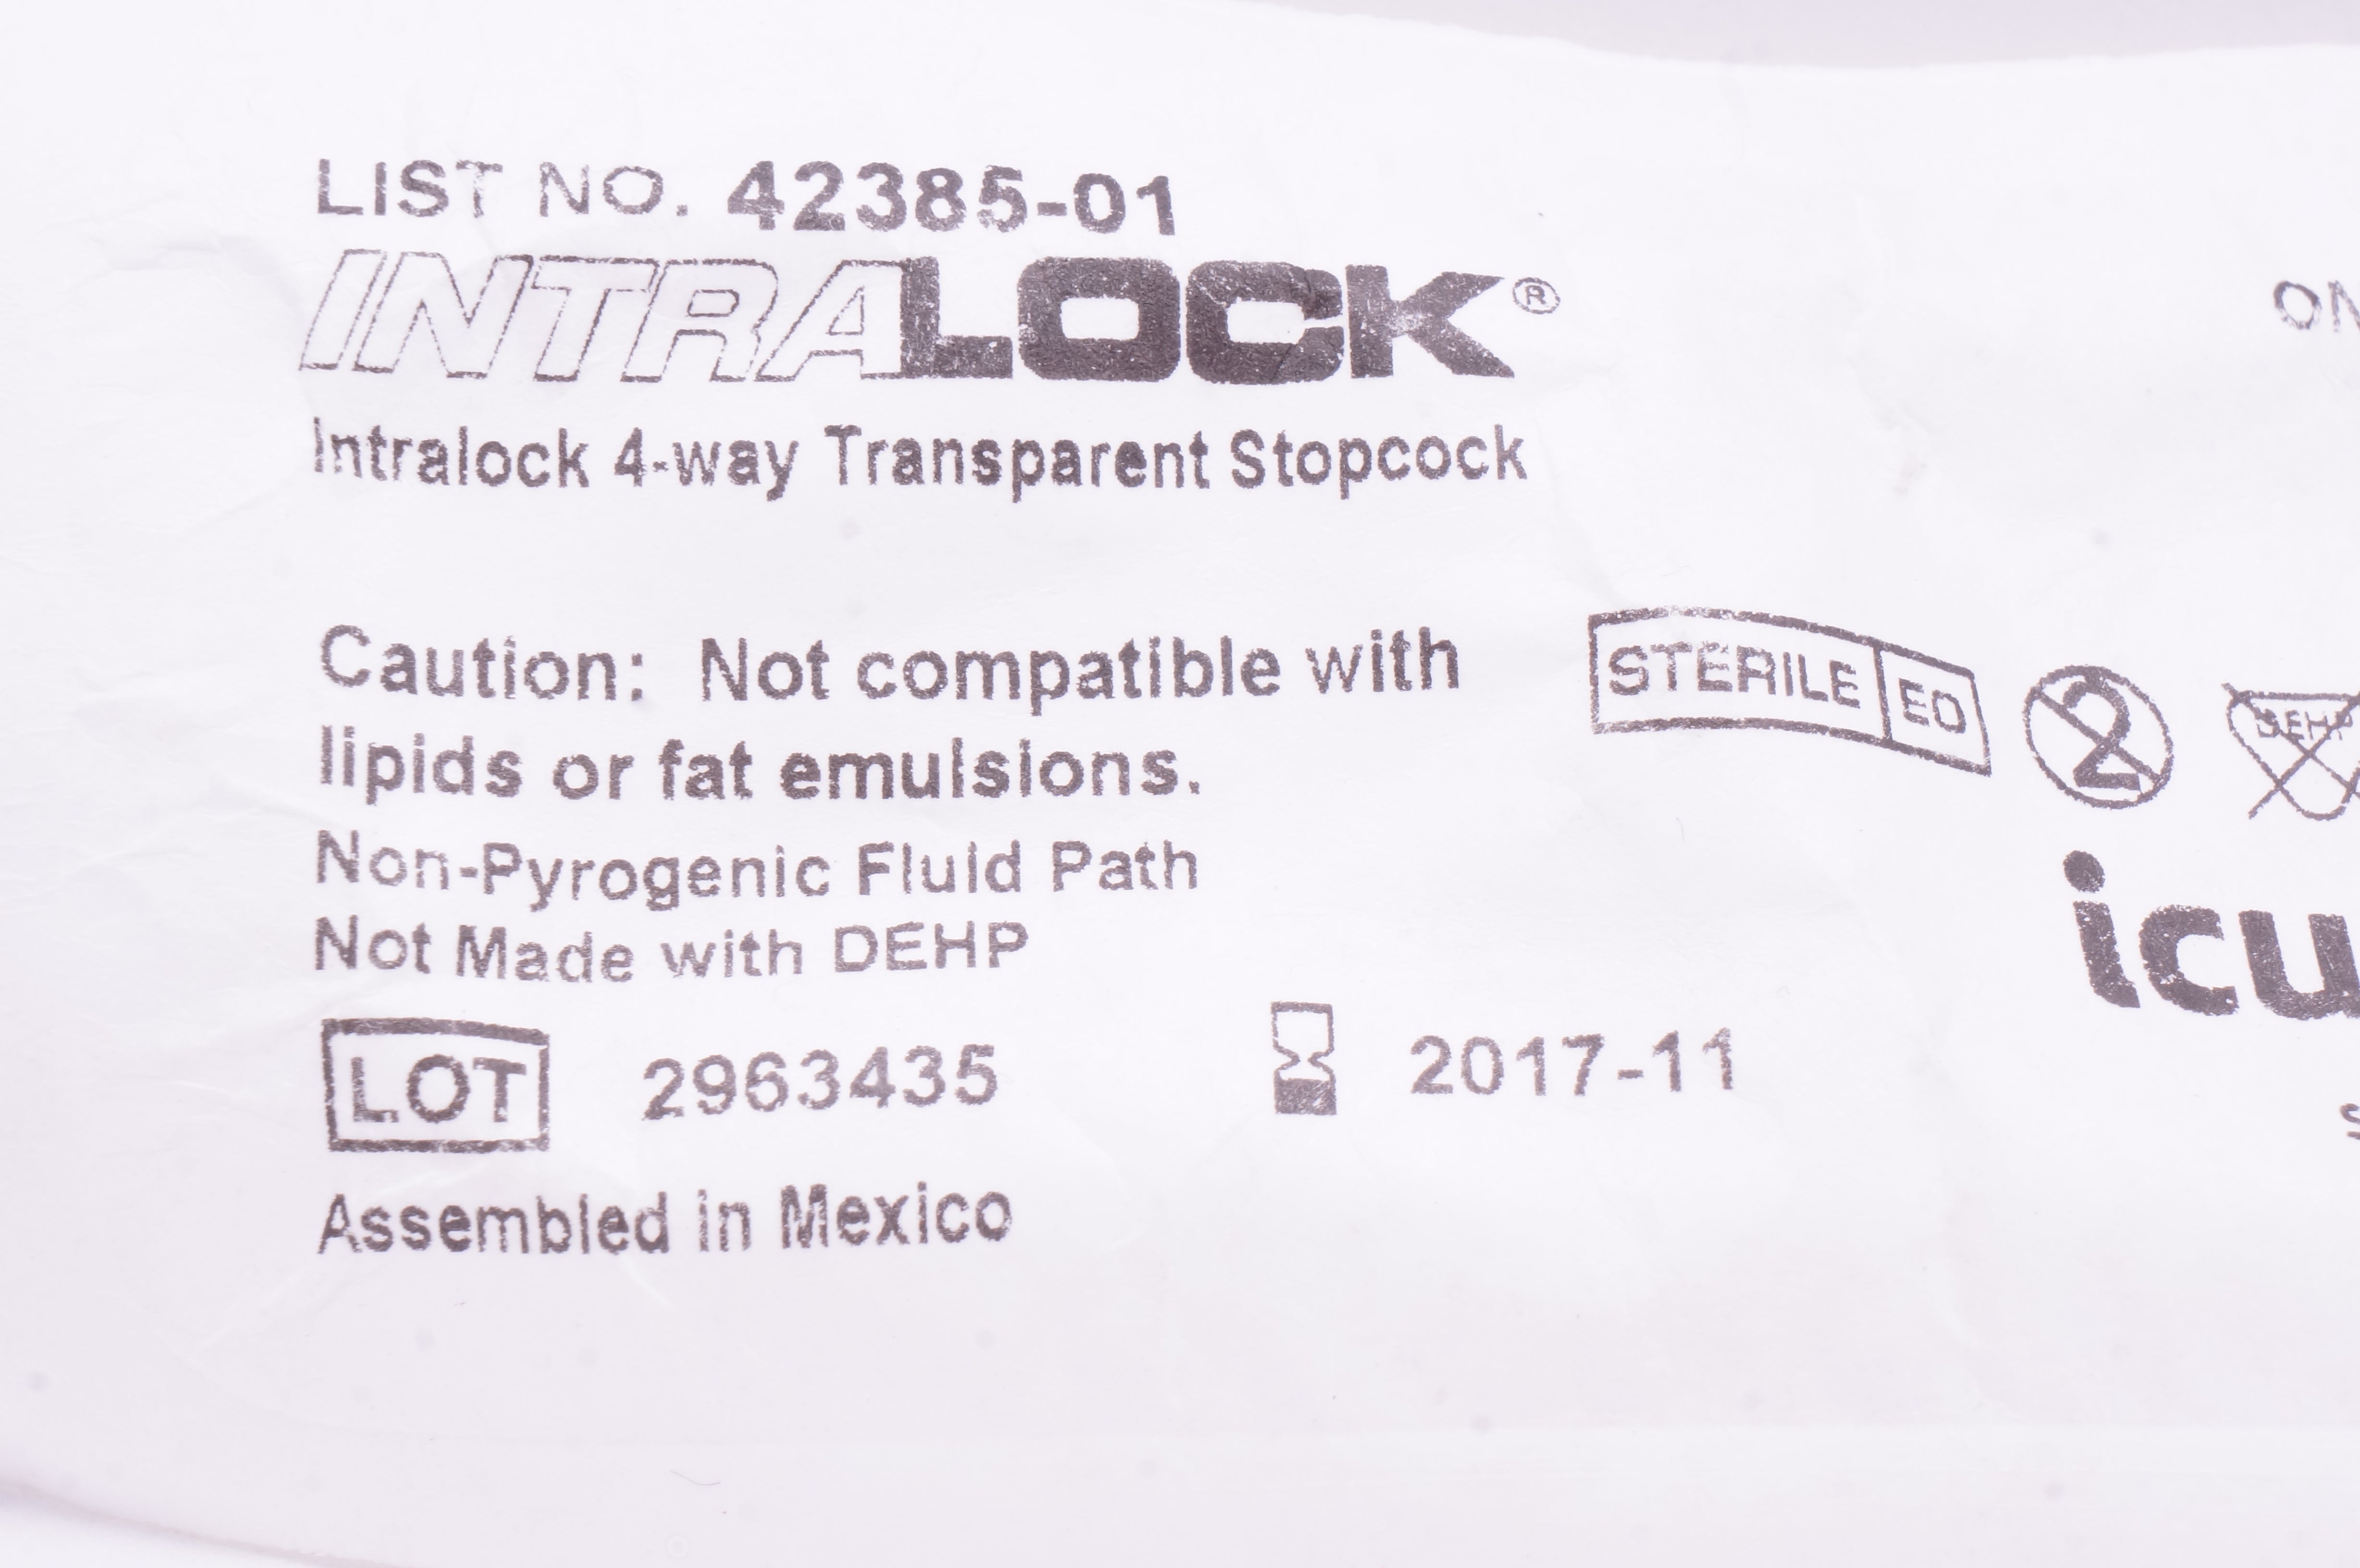 LIST NO. 42385-01
INTRALOCK®
Intralock 4-way Transparent Stopcock
Caution: Not compatible with
lipids or fat emulsions.
STERILE EO
2
DEHP
Non-Pyrogenic Fluid Path
icu
Not Made with DEHP
LOT 2963435 2017-11
Assembled in Mexico